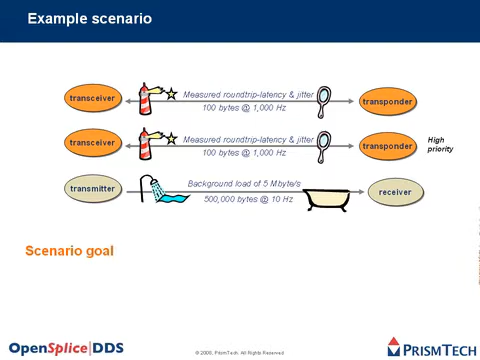 Example scenario
transceiver
Measured roundtrip-latency & jitter
100 bytes @ 1,000 Hz
transponder
transceiver
Measured roundtrip-latency & jitter
100 bytes @ 1,000 Hz
transponder
High
priority
transmitter
Background load of 5 Mbyte/s
500,000 bytes @ 10 Hz
receiver
Scenario goal
OpenSplice|DDS
© 2008, PrismTech. All Rights Reserved
PRISMTECH